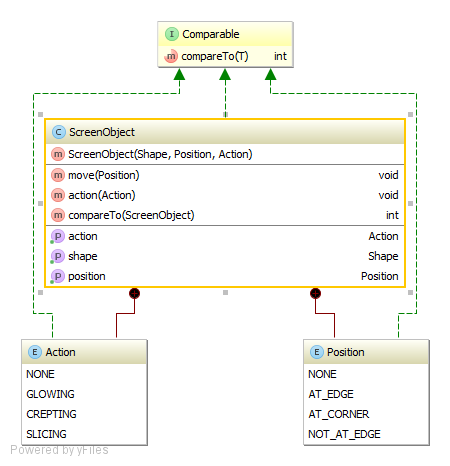 I Comparable
m compareTo(T) int
C ScreenObject
m ScreenObject(Shape, Position, Action)
m move(Position) void
m action(Action) void
m compareTo(ScreenObject) int
P action Action
P shape Shape
P position Position
E Action
NONE
GLOWING
CREPTING
SLICING
E Position
NONE
AT_EDGE
AT_CORNER
NOT_AT_EDGE
Powered by yFiles